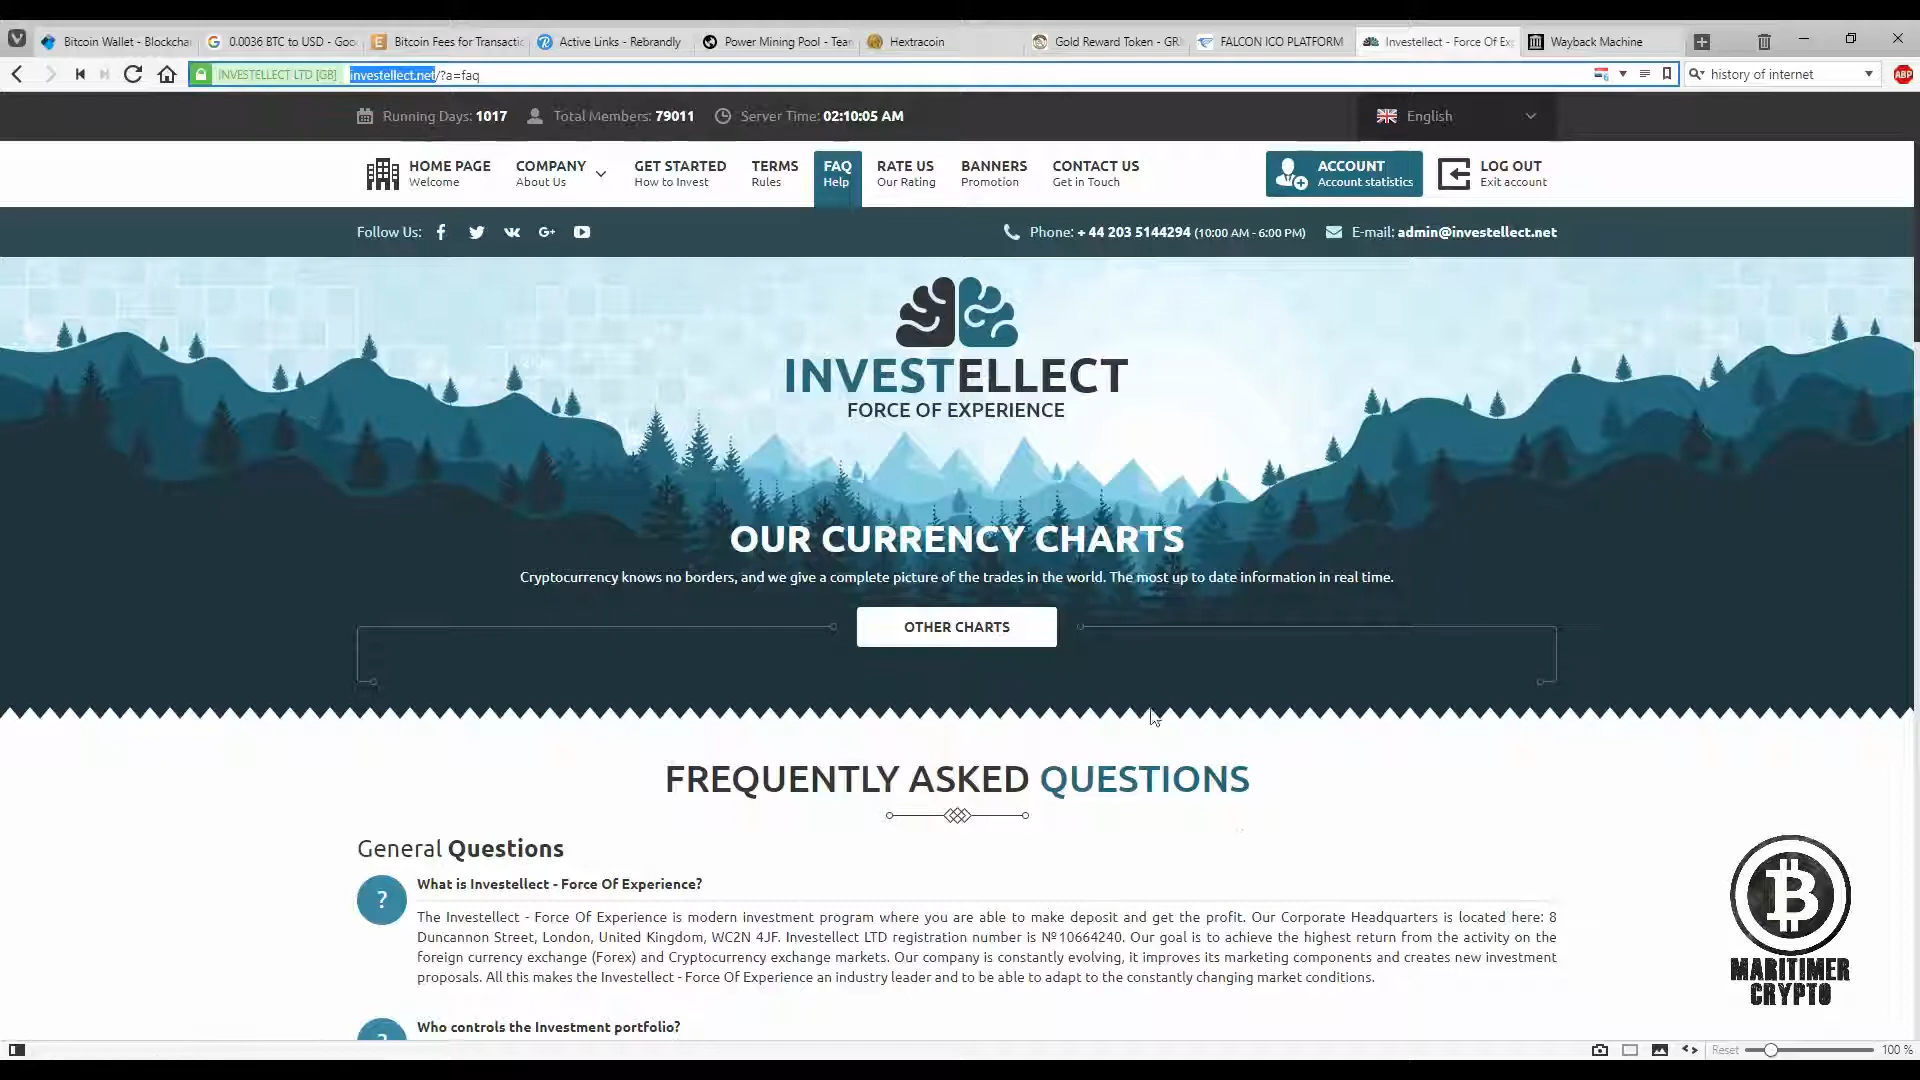 Bitcoin Wallet - Blockchai
0.0036 BTC to USD - Goo
Bitcoin Fees for Transactic
Active Links - Rebrandly
Power Mining Pool - Tear
Hextracoin
Gold Reward Token - GR
FALCON ICO PLATFORM
Investellect - Force Of Ex
Wayback Machine
INVESTELLECT LTD [GB]
investellect.net/?a=faq
history of internet
ABP
Running Days: 1017
Total Members: 79011
Server Time: 02:10:05 AM
English
HOME PAGE
Welcome
COMPANY
About Us
GET STARTED
How to Invest
TERMS
Rules
FAQ
Help
RATE US
Our Rating
BANNERS
Promotion
CONTACT US
Get in Touch
ACCOUNT
Account statistics
LOG OUT
Exit account
Follow Us:
Phone: + 44 203 5144294 (10:00 AM - 6:00 PM)
E-mail: admin@investellect.net
INVESTELLECT
FORCE OF EXPERIENCE
OUR CURRENCY CHARTS
Cryptocurrency knows no borders, and we give a complete picture of the trades in the world. The most up to date information in real time.
OTHER CHARTS
FREQUENTLY ASKED QUESTIONS
General Questions
?
What is Investellect - Force Of Experience?
The Investellect - Force Of Experience is modern investment program where you are able to make deposit and get the profit. Our Corporate Headquarters is located here: 8
Duncannon Street, London, United Kingdom, WC2N 4JF. Investellect LTD registration number is №10664240. Our goal is to achieve the highest return from the activity on the
foreign currency exchange (Forex) and Cryptocurrency exchange markets. Our company is constantly evolving, it improves its marketing components and creates new investment
proposals. All this makes the Investellect - Force Of Experience an industry leader and to be able to adapt to the constantly changing market conditions.
?
Who controls the Investment portfolio?
MARITIMER
CRYPTO
Reset
100 %